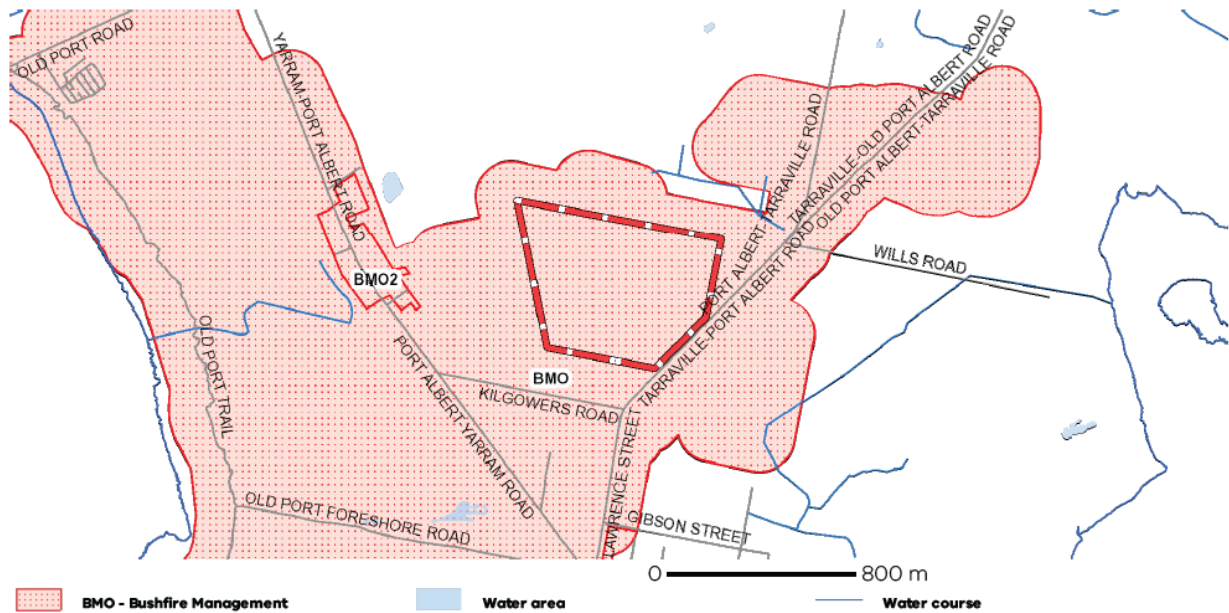 OLD PORT ROAD
YARRAM-PORT ALBERT ROAD
PORT ALBERT-TARRAVILLE ROAD
TARRAVILLE-OLD PORT ALBERT ROAD
OLD PORT ALBERT-TARRAVILLE ROAD
WILLS ROAD
BMO2
OLD PORT TRAIL
PORT ALBERT-YARRAM ROAD
BMO
KILGOWERS ROAD
TARRAVILLE-PORT ALBERT ROAD
LAWRENCE STREET
OLD PORT FORESHORE ROAD
GIBSON STREET
0 800 m
BMO - Bushfire Management
Water area
Water course